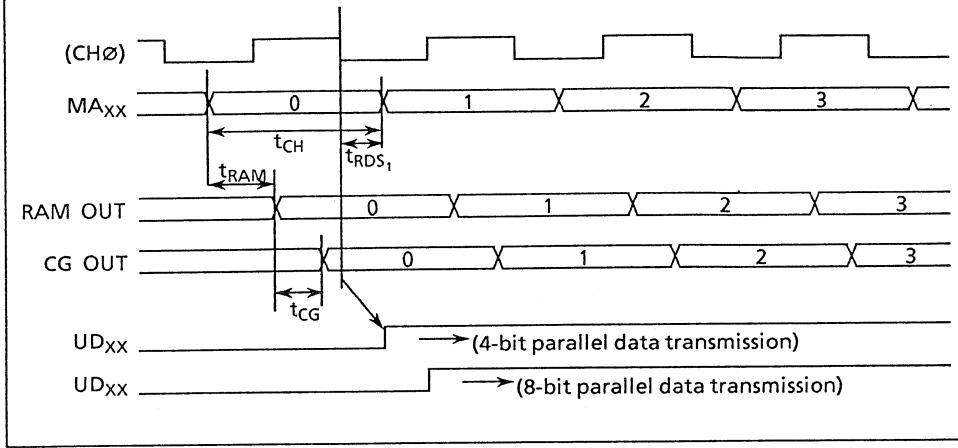 (CHØ)
MAXX 0 1 2 3
tCH
tRDS1
tRAM
RAM OUT 0 1 2 3
CG OUT 0 1 2 3
tCG
UDXX (4-bit parallel data transmission)
UDXX (8-bit parallel data transmission)